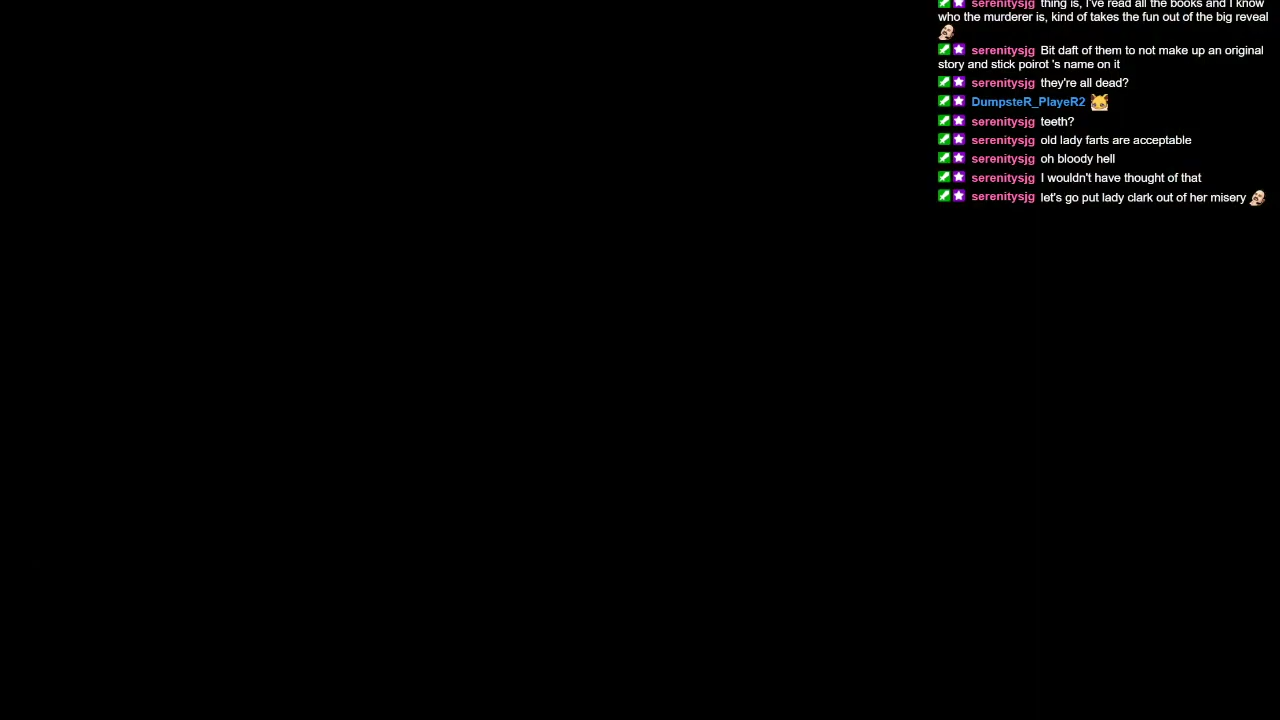 serenitysjg thing is, I've read all the books and I know
who the murderer is, kind of takes the fun out of the big reveal
serenitysjg Bit daft of them to not make up an original
story and stick poirot 's name on it
serenitysjg they're all dead?
DumpsteR_PlayeR2
serenitysjg teeth?
serenitysjg old lady farts are acceptable
serenitysjg oh bloody hell
serenitysjg I wouldn't have thought of that
serenitysjg let's go put lady clark out of her misery